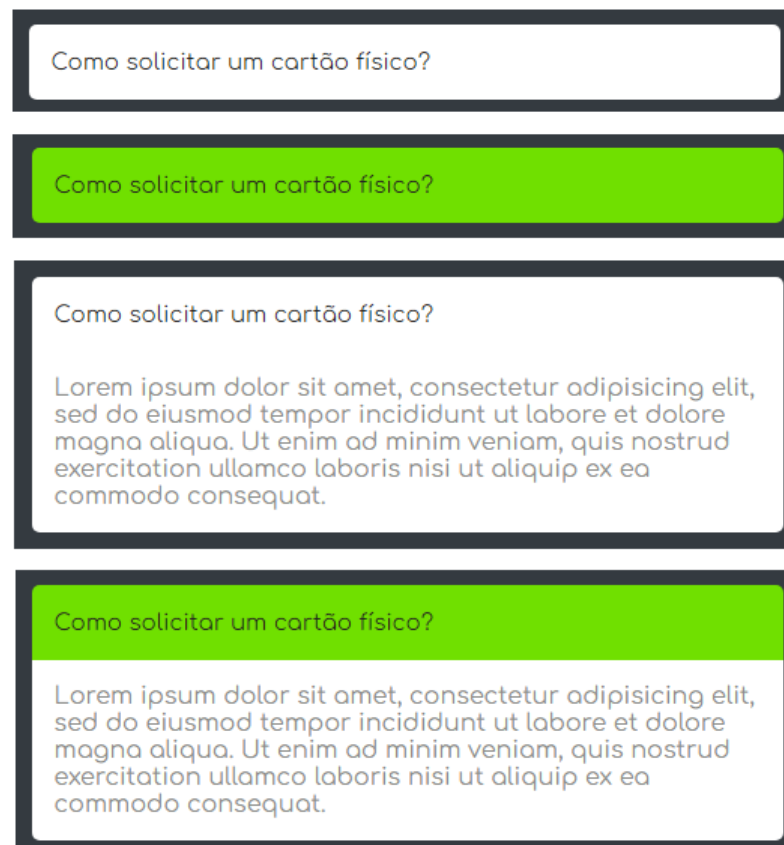 Como solicitar um cartão físico?
Como solicitar um cartão físico?
Como solicitar um cartão físico?
Lorem ipsum dolor sit amet, consectetur adipisicing elit,
sed do eiusmod tempor incididunt ut labore et dolore
magna aliqua. Ut enim ad minim veniam, quis nostrud
exercitation ullamco laboris nisi ut aliquip ex ea
commodo consequat.
Como solicitar um cartão físico?
Lorem ipsum dolor sit amet, consectetur adipisicing elit,
sed do eiusmod tempor incididunt ut labore et dolore
magna aliqua. Ut enim ad minim veniam, quis nostrud
exercitation ullamco laboris nisi ut aliquip ex ea
commodo consequat.